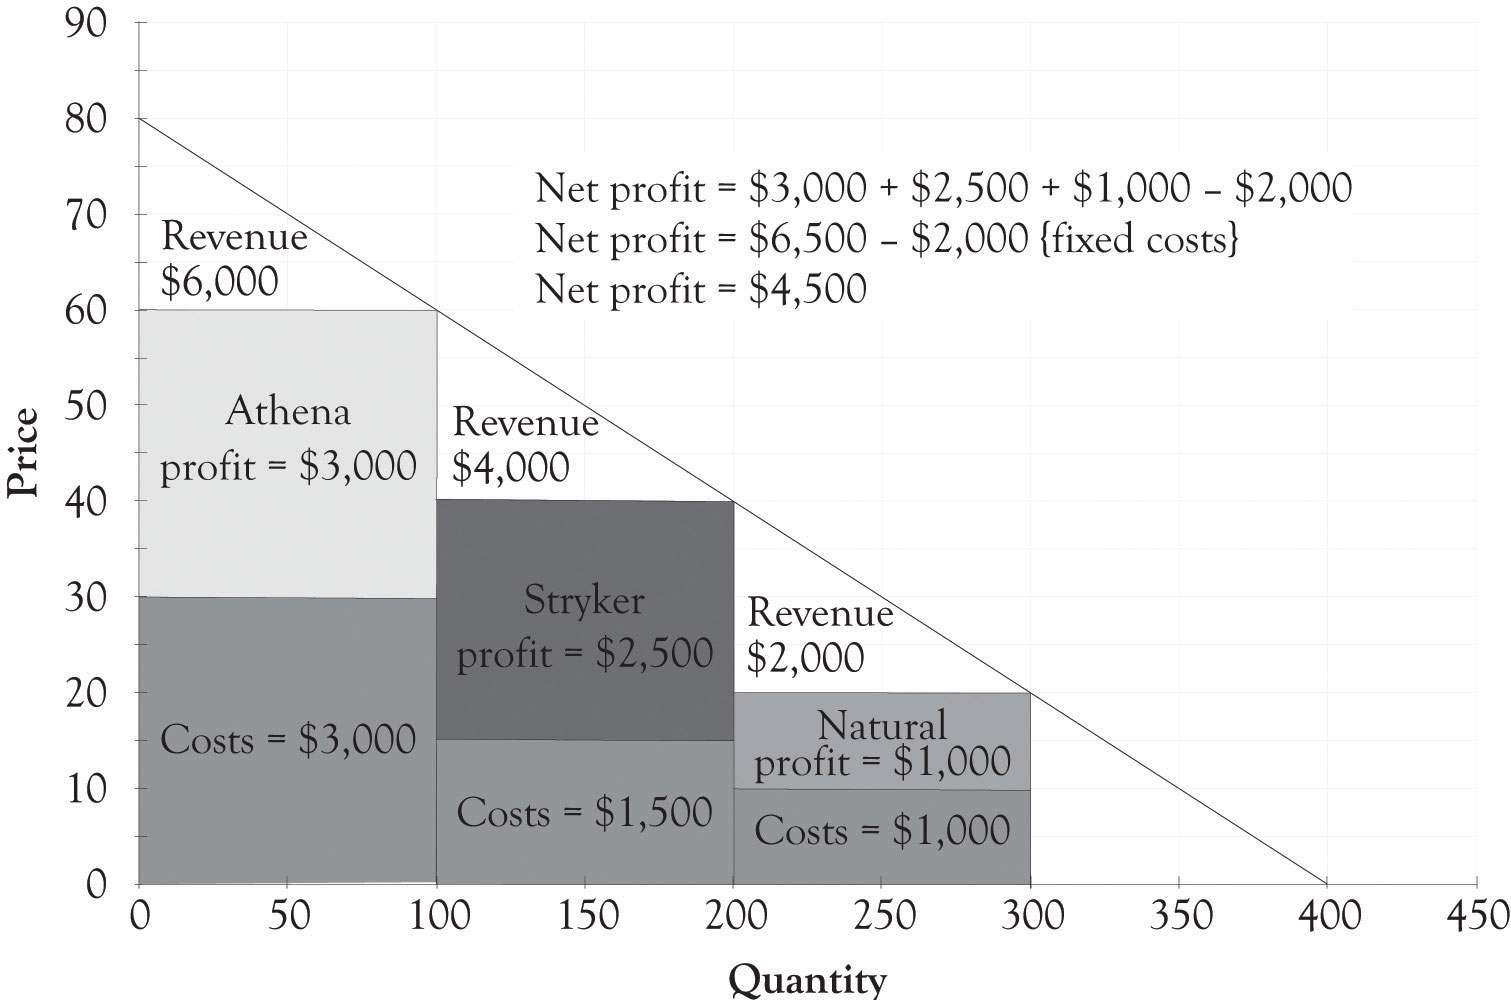 90
80
70
60
50
40
30
20
10
0
Price
Net profit = $3,000 + $2,500 + $1,000 – $2,000
Net profit = $6,500 – $2,000 {fixed costs}
Net profit = $4,500
Revenue
$6,000
Athena
profit = $3,000
Costs = $3,000
Revenue
$4,000
Stryker
profit = $2,500
Costs = $1,500
Revenue
$2,000
Natural
profit = $1,000
Costs = $1,000
0 50 100 150 200 250 300 350 400 450
Quantity